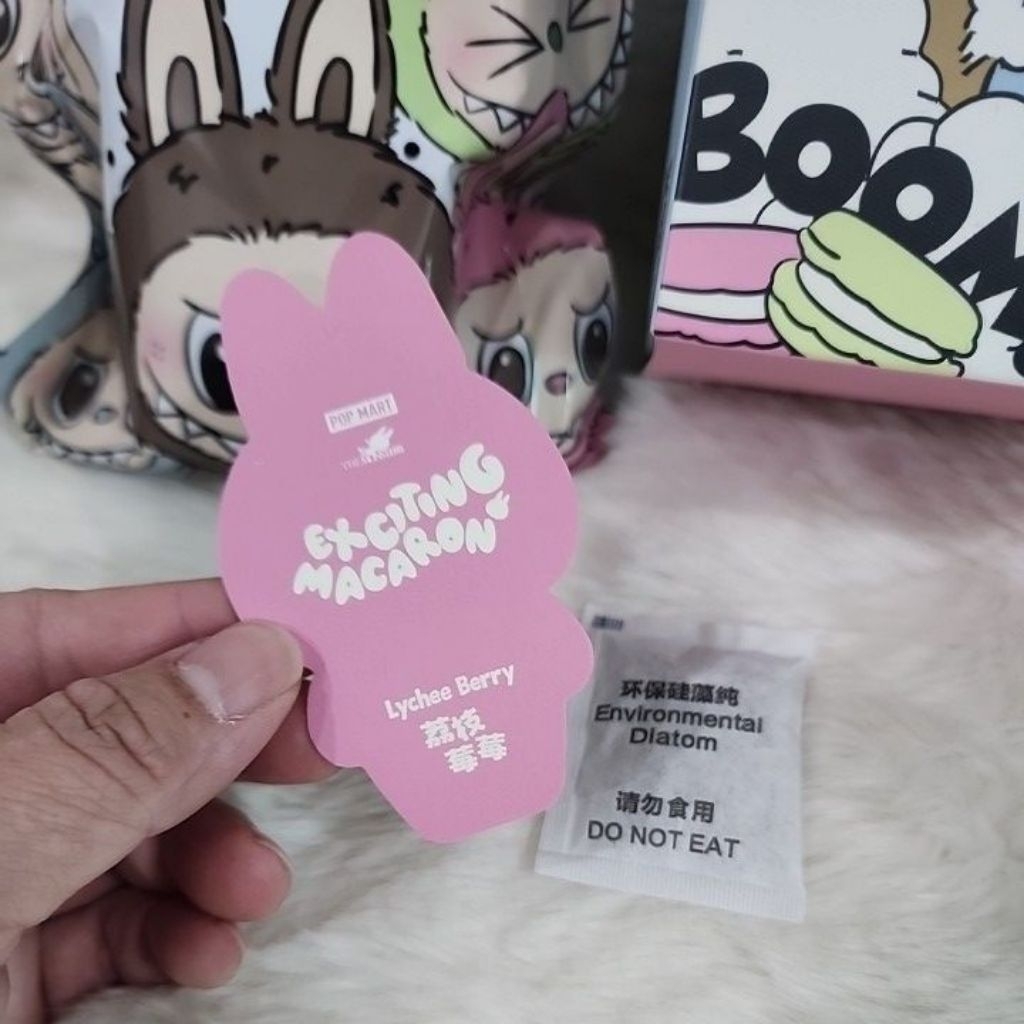 BOOM
POP MART
EXCITING
MACARON
Lychee Berry
荔枝
莓莓
环保硅藻纯
Environmental
Diatom
请勿食用
DO NOT EAT